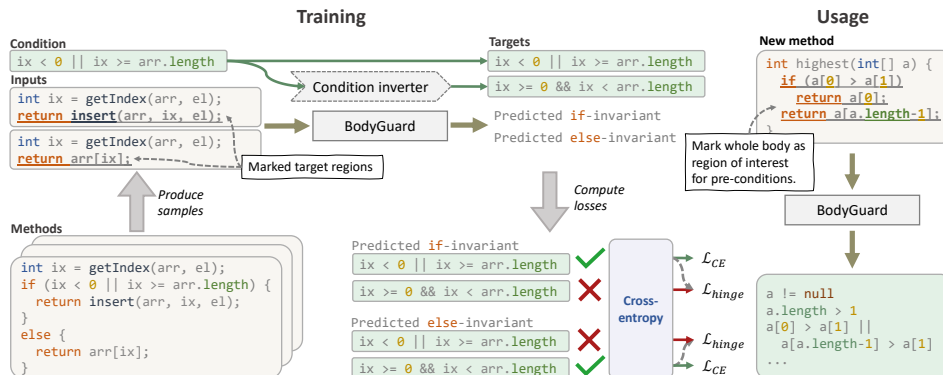 Training
Usage
Condition
ix < 0 || ix >= arr.length
Targets
ix < 0 || ix >= arr.length
ix >= 0 && ix < arr.length
Condition inverter
Inputs
int ix = getIndex(arr, el);
return insert(arr, ix, el);
int ix = getIndex(arr, el);
return arr[ix];
BodyGuard
Predicted if-invariant
Predicted else-invariant
Marked target regions
Produce
samples
Compute
losses
Methods
int ix = getIndex(arr, el);
if (ix < 0 || ix >= arr.length) {
return insert(arr, ix, el);
}
else {
return arr[ix];
}
Predicted if-invariant
ix < 0 || ix >= arr.length
ix >= 0 && ix < arr.length
Predicted else-invariant
ix < 0 || ix >= arr.length
ix >= 0 && ix < arr.length
Cross-
entropy
ℒCE
ℒhinge
ℒhinge
ℒCE
New method
int highest(int[] a) {
if (a[0] > a[1])
return a[0];
return a[a.length-1];
}
Mark whole body as
region of interest
for pre-conditions.
BodyGuard
a != null
a.length > 1
a[0] > a[1] ||
a[a.length-1] > a[1]
...